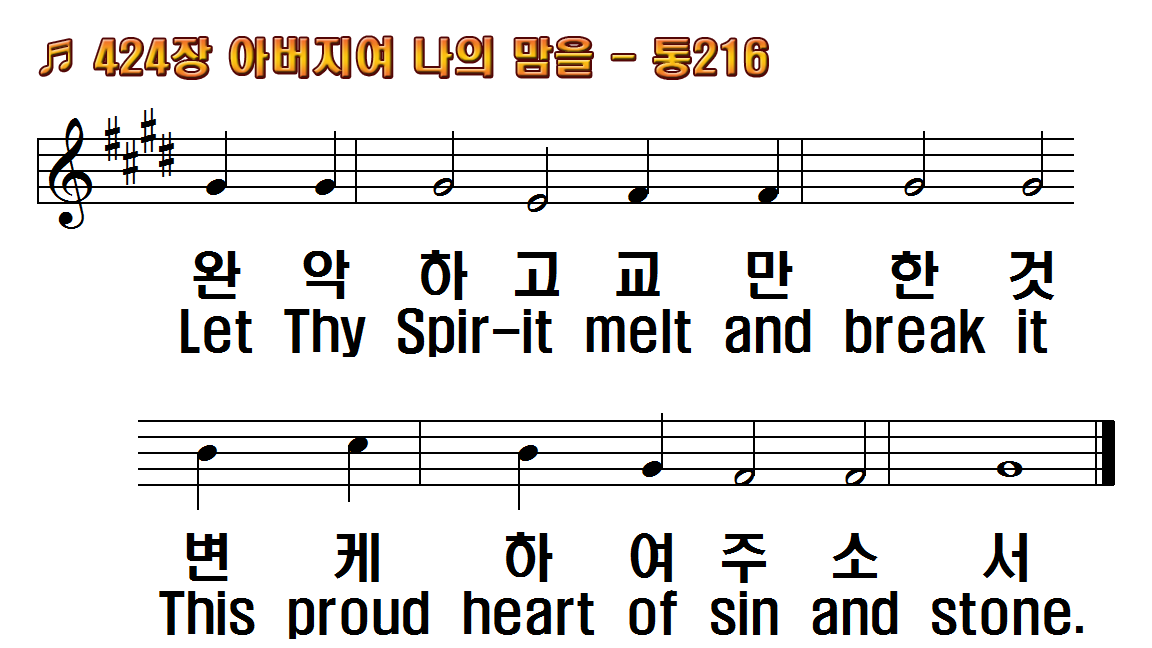 ♬ 424장 아버지여 나의 맘을 - 통216
완 악 하 고 교 만 한 것
Let Thy Spir-it melt and break it
변 케 하 여 주 소 서
This proud heart of sin and stone.